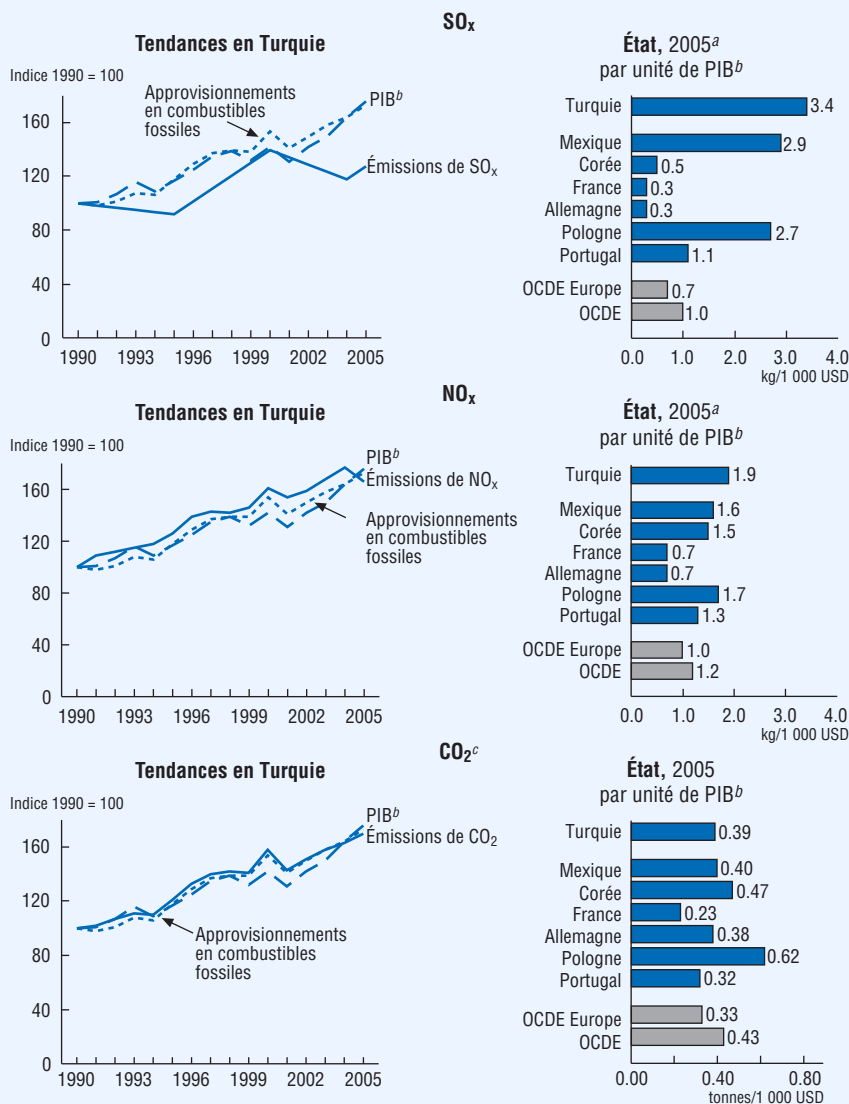 SOx
Tendances en Turquie
Indice 1990 = 100
Approvisionnements
en combustibles
fossiles
PIBb
Émissions de SOx
160
120
80
40
0
1990 1993 1996 1999 2002 2005
État, 2005a
par unité de PIBb
Turquie 3.4
Mexique 2.9
Corée 0.5
France 0.3
Allemagne 0.3
Pologne 2.7
Portugal 1.1
OCDE Europe 0.7
OCDE 1.0
0.0 1.0 2.0 3.0 4.0
kg/1 000 USD
NOx
Tendances en Turquie
Indice 1990 = 100
PIBb
Émissions de NOx
Approvisionnements
en combustibles
fossiles
160
120
80
40
0
1990 1993 1996 1999 2002 2005
État, 2005a
par unité de PIBb
Turquie 1.9
Mexique 1.6
Corée 1.5
France 0.7
Allemagne 0.7
Pologne 1.7
Portugal 1.3
OCDE Europe 1.0
OCDE 1.2
0.0 1.0 2.0 3.0 4.0
kg/1 000 USD
CO2c
Tendances en Turquie
Indice 1990 = 100
PIBb
Émissions de CO2
Approvisionnements
en combustibles
fossiles
160
120
80
40
0
1990 1993 1996 1999 2002 2005
État, 2005
par unité de PIBb
Turquie 0.39
Mexique 0.40
Corée 0.47
France 0.23
Allemagne 0.38
Pologne 0.62
Portugal 0.32
OCDE Europe 0.33
OCDE 0.43
0.00 0.40 0.80
tonnes/1 000 USD